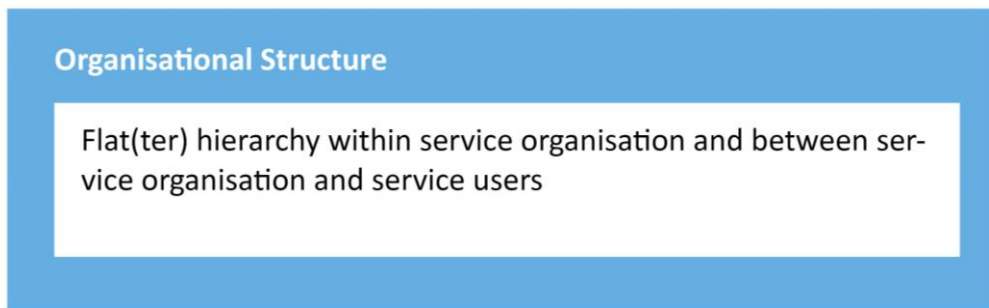 Organisational Structure
Flat(ter) hierarchy within service organisation and between ser-
vice organisation and service users